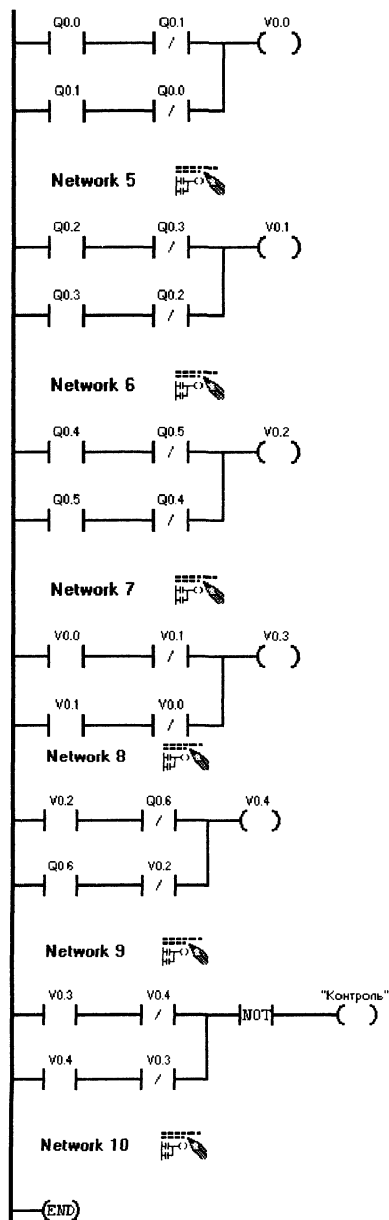 Q0.0 Q0.1 V0.0
/
Q0.1 Q0.0
/
Network 5
Q0.2 Q0.3 V0.1
/
Q0.3 Q0.2
/
Network 6
Q0.4 Q0.5 V0.2
/
Q0.5 Q0.4
/
Network 7
V0.0 V0.1 V0.3
/
V0.1 V0.0
/
Network 8
V0.2 Q0.6 V0.4
/
Q0.6 V0.2
/
Network 9
V0.3 V0.4 "Контроль"
/ NOT
V0.4 V0.3
/
Network 10
END